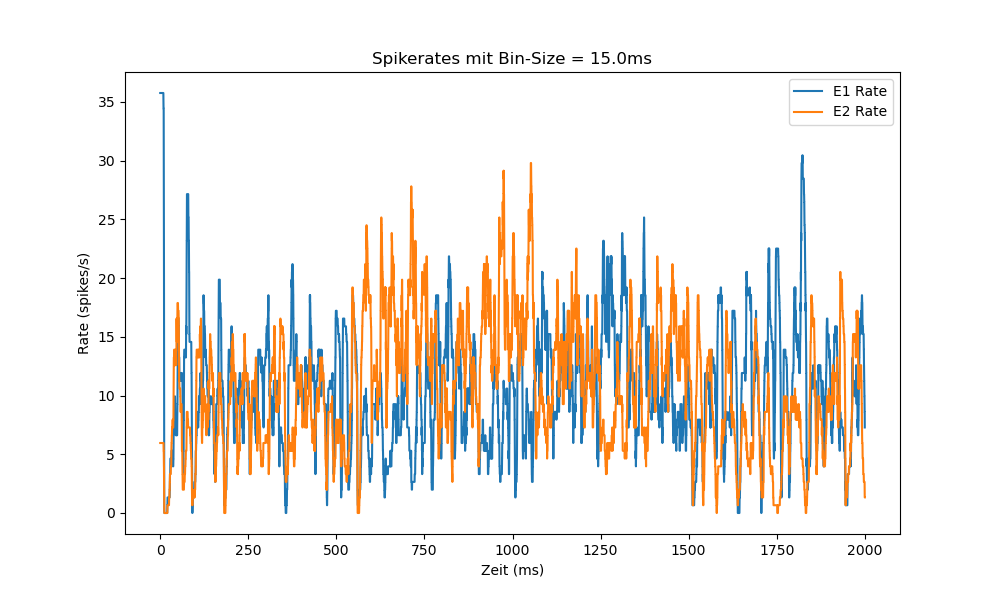 Spikerates mit Bin-Size = 15.0ms
E1 Rate
E2 Rate
35
30
25
20
15
10
5
0
Rate (spikes/s)
0 250 500 750 1000 1250 1500 1750 2000
Zeit (ms)